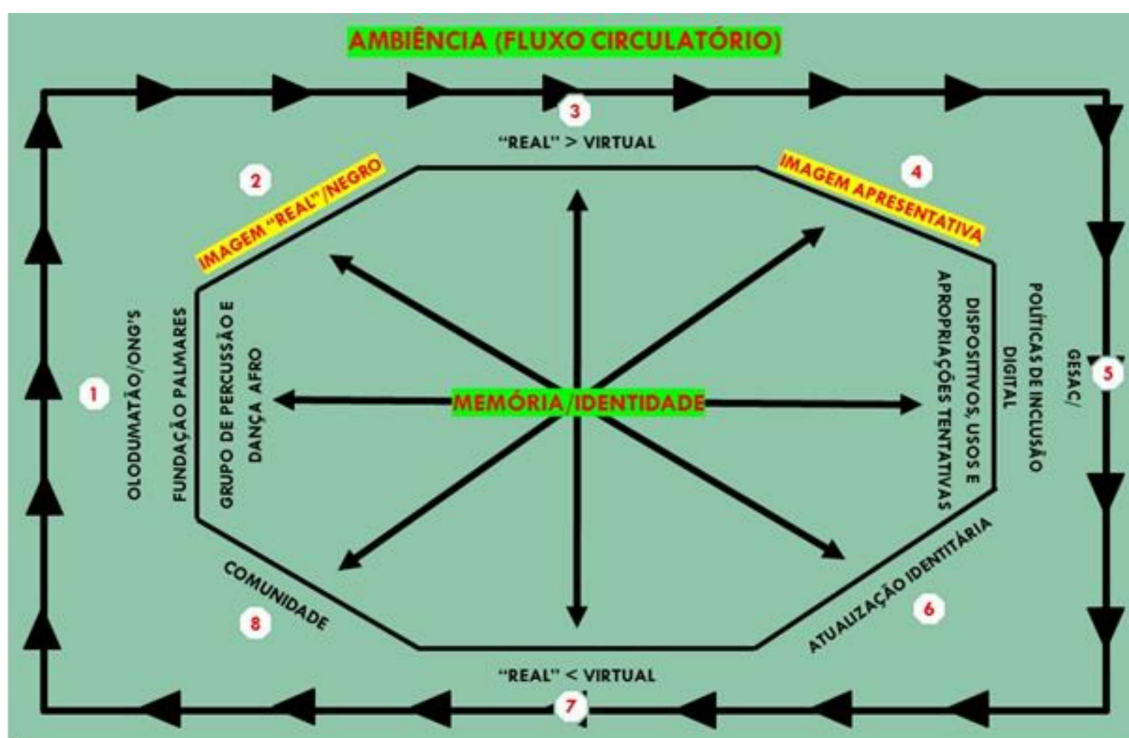 AMBIÊNCIA (FLUXO CIRCULATÓRIO)
1
OLODUMATÃO/ONG'S
FUNDAÇÃO PALMARES
GRUPO DE PERCUSSÃO E
DANÇA AFRO
2
IMAGEM "REAL"/NEGRO
3
"REAL" > VIRTUAL
4
IMAGEM APRESENTATIVA
GESAC/
5
POLÍTICAS DE INCLUSÃO
DIGITAL
DISPOSITIVOS, USOS E
APROPRIAÇÕES TENTATIVAS
MEMÓRIA/IDENTIDADE
ATUALIZAÇÃO IDENTITÁRIA
6
"REAL" < VIRTUAL
7
COMUNIDADE
8